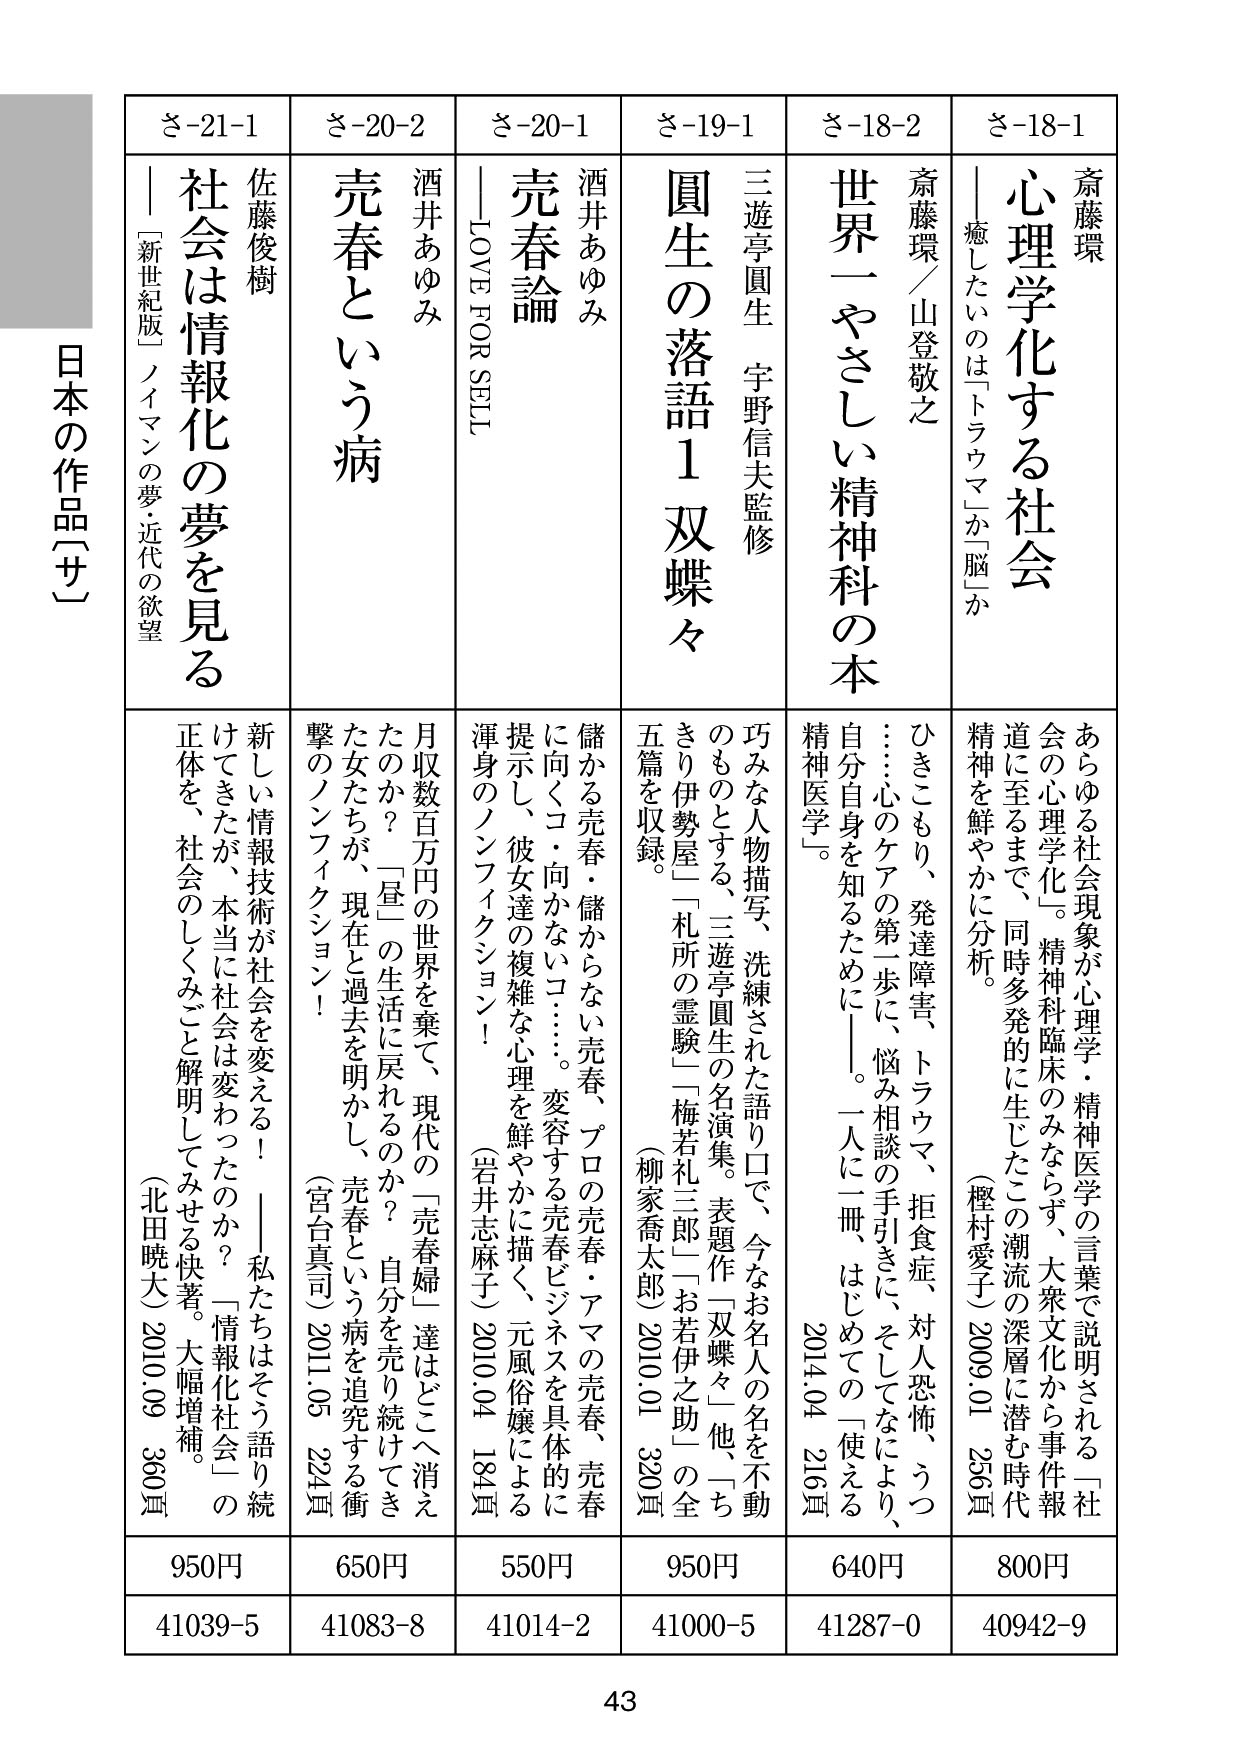 さ-18-1
斎藤環
心理学化する社会
――癒したいのは「トラウマ」か「脳」か
あらゆる社会現象が心理学・精神医学の言葉で説明される「社
会の心理学化」。精神科臨床のみならず、大衆文化から事件報
道に至るまで、同時多発的に生じたこの潮流の深層に潜む時代
精神を鮮やかに分析。
（樫村愛子）2009.01 256頁
800円
40942-9
さ-18-2
斎藤環／山登敬之
世界一やさしい精神科の本
ひきこもり、発達障害、トラウマ、拒食症、対人恐怖、うつ
……心のケアの第一歩に、悩み相談の手引きに、そしてなにより、
自分自身を知るために――。一人に一冊、はじめての「使える
精神医学」。
2014.04 216頁
640円
41287-0
さ-19-1
三遊亭圓生 宇野信夫監修
圓生の落語1 双蝶々
巧みな人物描写、洗練された語り口で、今なお名人の名を不動
のものとする、三遊亭圓生の名演集。表題作「双蝶々」他、「ち
きり伊勢屋」「札所の霊験」「梅若礼三郎」「お若伊之助」の全
五篇を収録。
（柳家喬太郎）2010.01 320頁
950円
41000-5
さ-20-1
酒井あゆみ
売春論
――LOVE FOR SELL
儲かる売春・儲からない売春、プロの売春・アマの売春、売春
に向くコ・向かないコ……。変容する売春ビジネスを具体的に
提示し、彼女達の複雑な心理を鮮やかに描く、元風俗嬢による
渾身のノンフィクション！
（岩井志麻子）2010.04 184頁
550円
41014-2
さ-20-2
酒井あゆみ
売春という病
月収数百万円の世界を棄て、現代の「売春婦」達はどこへ消え
たのか？ 「昼」の生活に戻れるのか？ 自分を売り続けてき
た女たちが、現在と過去を明かし、売春という病を追究する衝
撃のノンフィクション！
（宮台真司）2011.05 224頁
650円
41083-8
さ-21-1
佐藤俊樹
社会は情報化の夢を見る
――［新世紀版］ノイマンの夢・近代の欲望
新しい情報技術が社会を変える！ ――私たちはそう語り続
けてきたが、本当に社会は変わったのか？ 「情報化社会」の
正体を、社会のしくみごと解明してみせる快著。大幅増補。
（北田暁大）2010.09 360頁
950円
41039-5
日本の作品〔サ〕
43